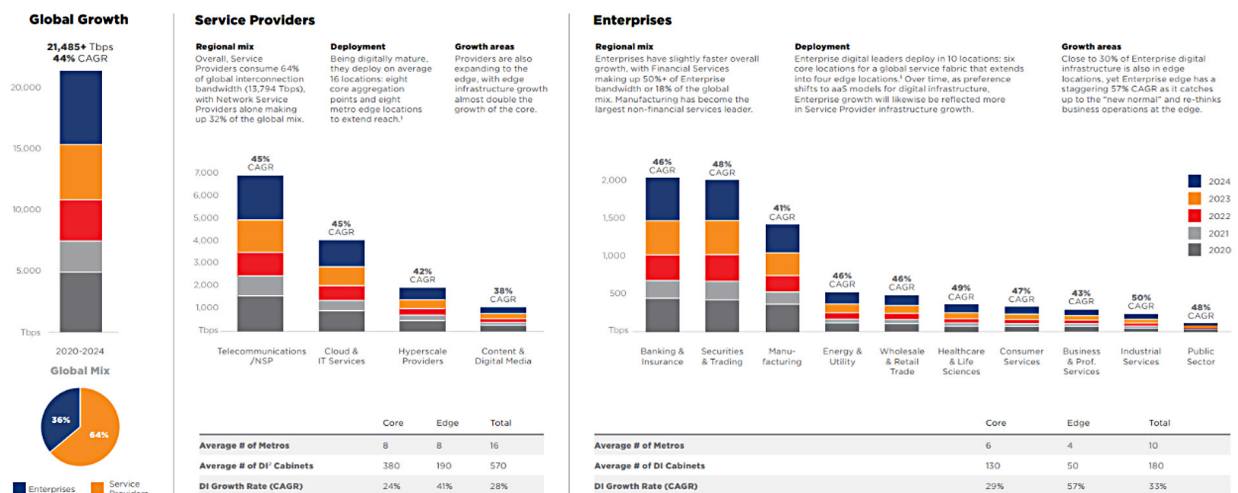 Global Growth
21,485+ Tbps
44% CAGR
20,000
15,000
10,000
5,000
Tbps
2020-2024
Global Mix
36%
64%
Enterprises
Service
Providers
Service Providers
Regional mix
Overall, Service
Providers consume 64%
of global interconnection
bandwidth (13,794 Tbps),
with Network Service
Providers alone making
up 32% of the global mix.
Deployment
Being digitally mature,
they deploy on average
16 locations: eight
core aggregation
points and eight
metro edge locations
to extend reach.¹
Growth areas
Providers are also
expanding to the
edge, with edge
infrastructure growth
almost double the
growth of the core.
7,000
6,000
5,000
4,000
3,000
2,000
1,000
Tbps
45%
CAGR
45%
CAGR
42%
CAGR
38%
CAGR
Telecommunications
/NSP
Cloud &
IT Services
Hyperscale
Providers
Content &
Digital Media
Core Edge Total
Average # of Metros 8 8 16
Average # of DI² Cabinets 380 190 570
DI Growth Rate (CAGR) 24% 41% 28%
Enterprises
Regional mix
Enterprises have slightly faster overall
growth, with Financial Services
making up 50%+ of Enterprise
bandwidth or 18% of the global
mix. Manufacturing has become the
largest non-financial services leader.
Deployment
Enterprise digital leaders deploy in 10 locations: six
core locations for a global service fabric that extends
into four edge locations.¹ Over time, as preference
shifts to aaS models for digital infrastructure,
Enterprise growth will likewise be reflected more
in Service Provider infrastructure growth.
Growth areas
Close to 30% of Enterprise digital
infrastructure is also in edge
locations, yet Enterprise edge has a
staggering 57% CAGR as it catches
up to the "new normal" and re-thinks
business operations at the edge.
2,000
1,500
1,000
500
Tbps
46%
CAGR
48%
CAGR
41%
CAGR
46%
CAGR
46%
CAGR
49%
CAGR
47%
CAGR
43%
CAGR
50%
CAGR
48%
CAGR
2024
2023
2022
2021
2020
Banking &
Insurance
Securities
& Trading
Manu-
facturing
Energy &
Utility
Wholesale
& Retail
Trade
Healthcare
& Life
Sciences
Consumer
Services
Business
& Prof.
Services
Industrial
Services
Public
Sector
Core Edge Total
Average # of Metros 6 4 10
Average # of DI Cabinets 130 50 180
DI Growth Rate (CAGR) 29% 57% 33%